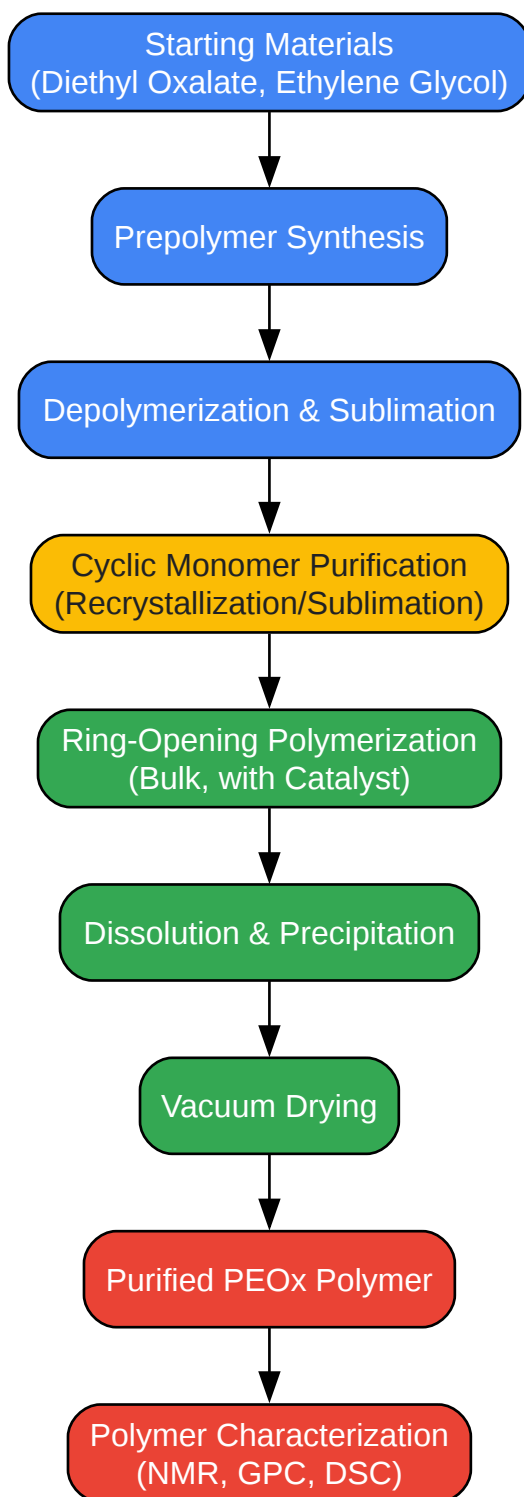 Starting Materials
(Diethyl Oxalate, Ethylene Glycol)
Prepolymer Synthesis
Depolymerization & Sublimation
Cyclic Monomer Purification
(Recrystallization/Sublimation)
Ring-Opening Polymerization
(Bulk, with Catalyst)
Dissolution & Precipitation
Vacuum Drying
Purified PEOx Polymer
Polymer Characterization
(NMR, GPC, DSC)